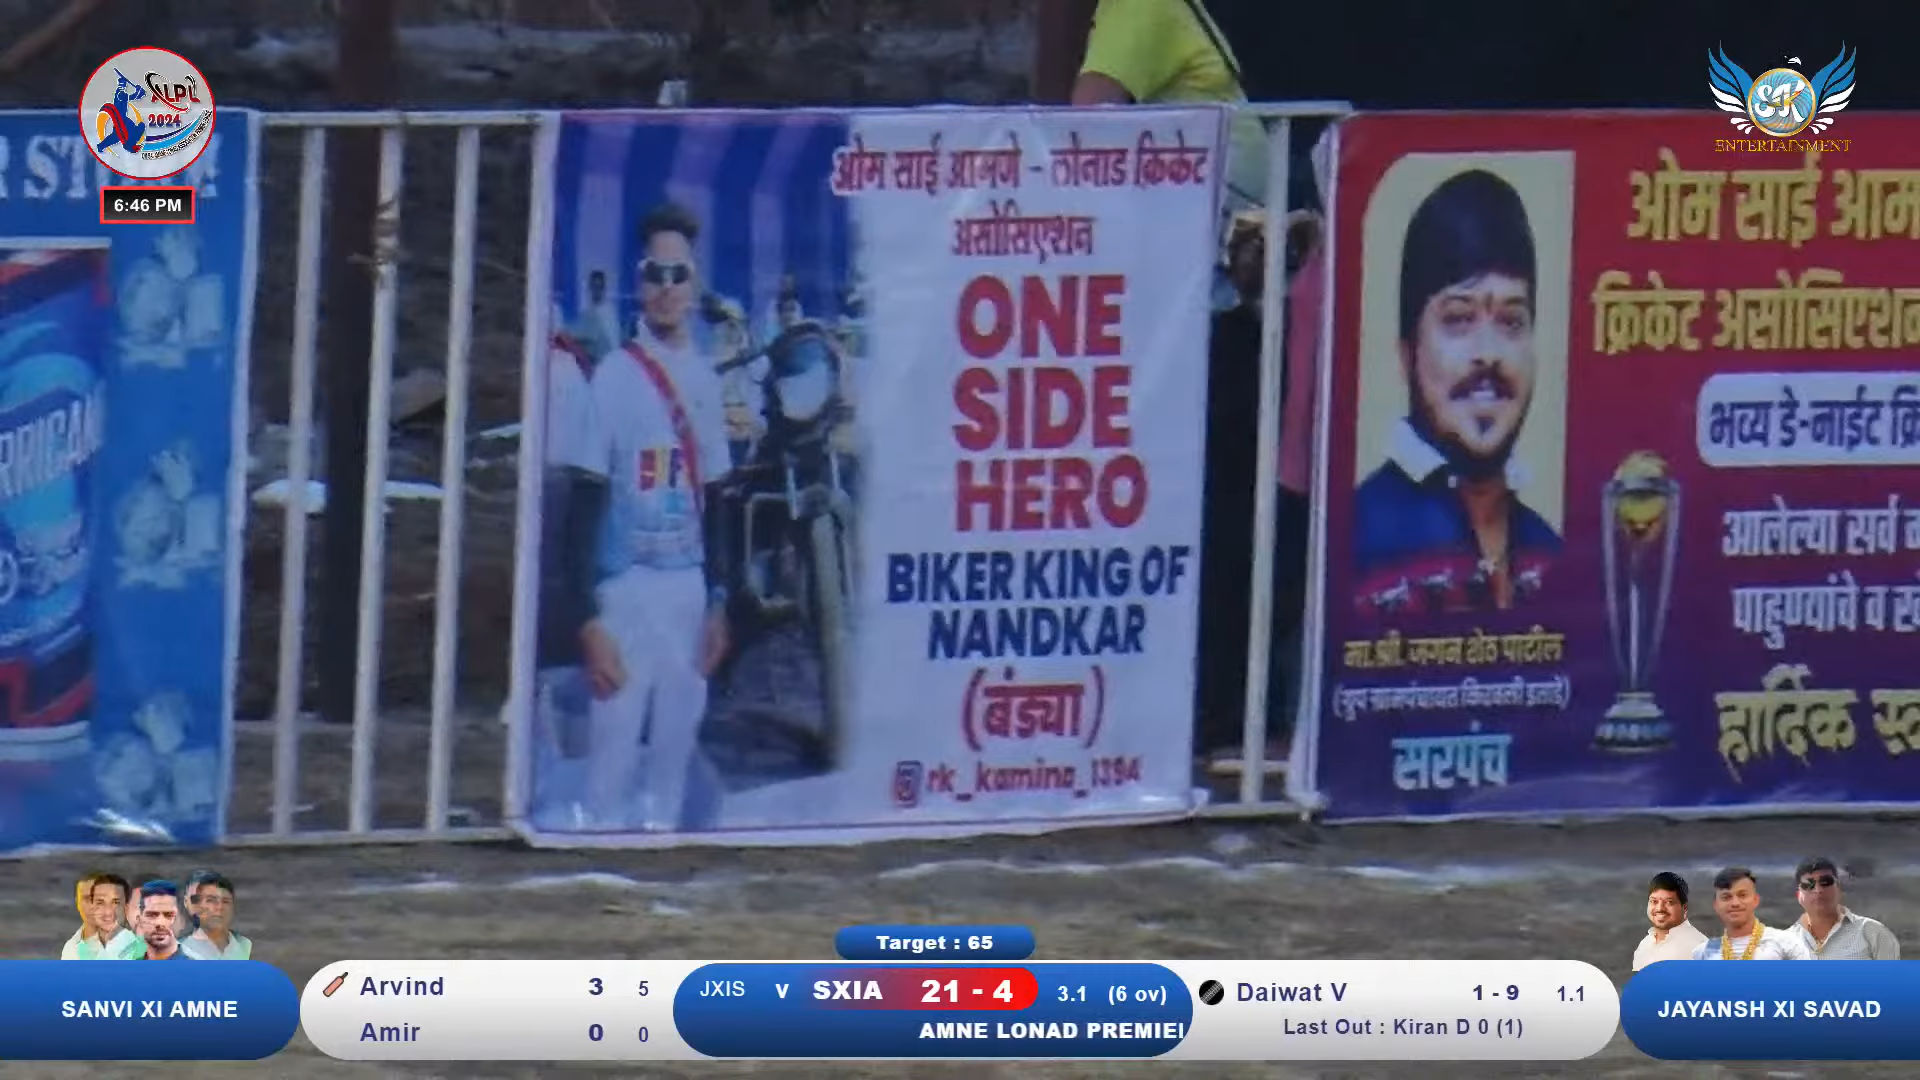 ALPL
2024
6:46 PM
SK
ENTERTAINMENT
ओम साई आमणे - लोनाड क्रिकेट
असोसिएशन
ONE
SIDE
HERO
BIKER KING OF
NANDKAR
(बंड्या)
rk_kamina_1394
ओम साई आम
क्रिकेट असोसिएशन
भव्य डे-नाईट क्रि
आलेल्या सर्व
पाहुण्यांचे व
हार्दिक स्व
मा.श्री. जगन शेठ पाटील
सरपंच
Target : 65
SANVI XI AMNE
Arvind 3 5
Amir 0 0
JXIS v SXIA 21 - 4 3.1 (6 ov)
AMNE LONAD PREMIE
Daiwat V 1 - 9 1.1
Last Out : Kiran D 0 (1)
JAYANSH XI SAVAD